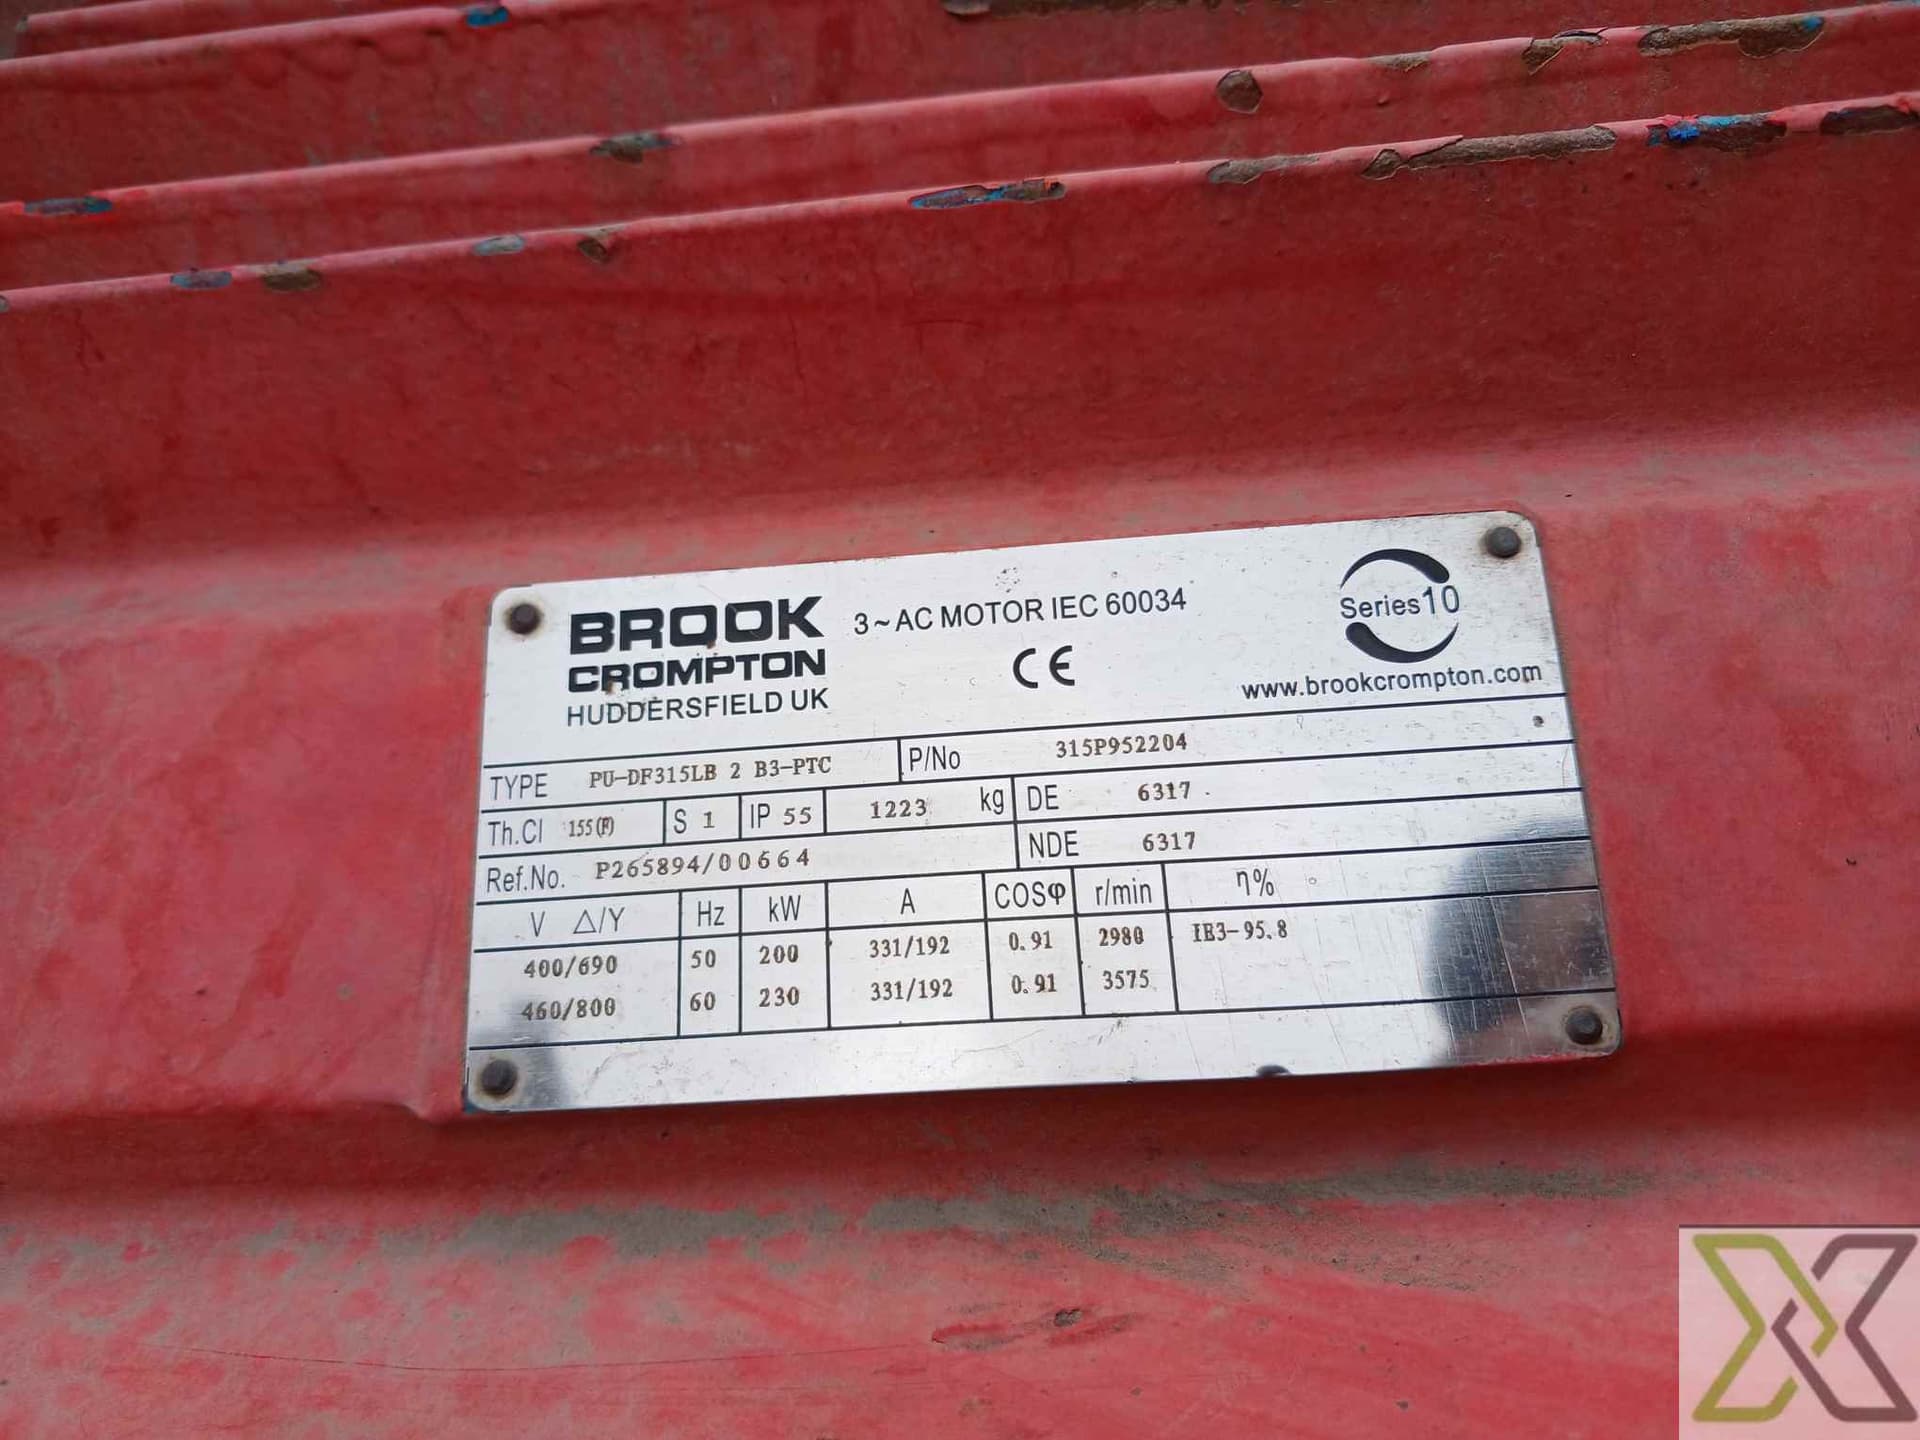 BROOK
CROMPTON
HUDDERSFIELD UK
3~AC MOTOR IEC 60034
CE
Series10
www.brookcrompton.com
TYPE PU-DF315LB 2 B3-PTC P/No 315P952204
Th.Cl 155(F) S 1 IP 55 1223 kg DE 6317
Ref.No. P265894/00664 NDE 6317
V △/Y Hz kW A COSφ r/min η%
400/690 50 200 331/192 0.91 2980 IE3-95.8
460/800 60 230 331/192 0.91 3575